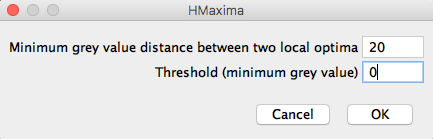 HMaxima
Minimum grey value distance between two local optima 20
Threshold (minimum grey value) 0
Cancel OK